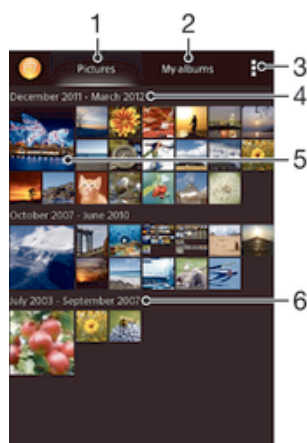 1
2
Pictures
My albums
3
December 2011 - March 2012
4
5
October 2007 - June 2010
July 2003 - September 2007
6